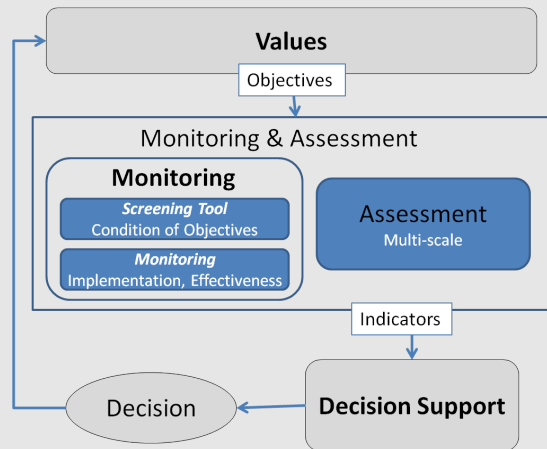 Values
Objectives
Monitoring & Assessment
Monitoring
Screening Tool
Condition of Objectives
Monitoring
Implementation, Effectiveness
Assessment
Multi-scale
Indicators
Decision Support
Decision